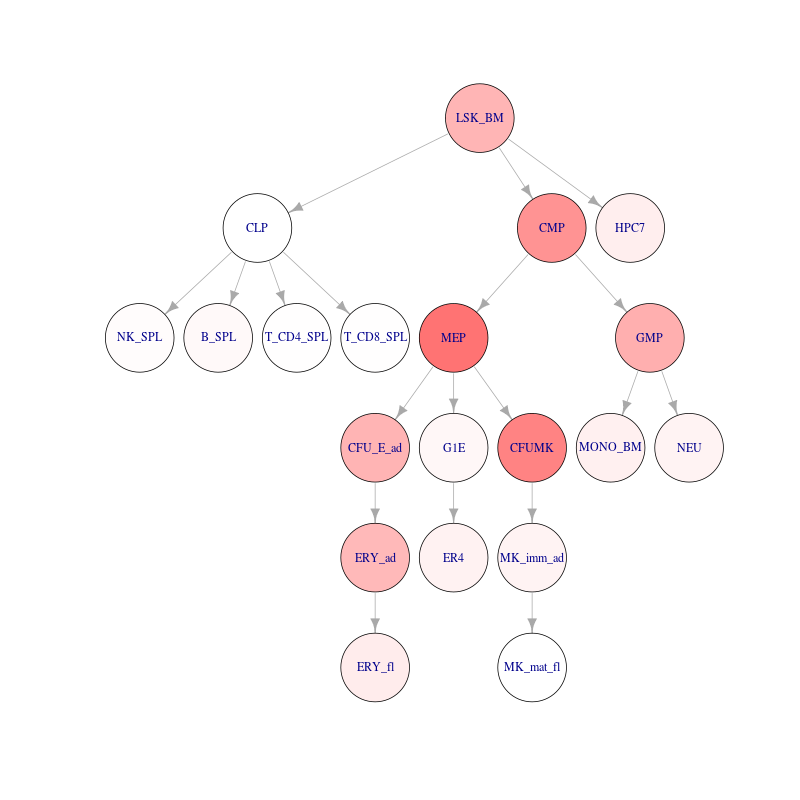 LSK_BM
CLP
CMP
HPC7
NK_SPL
B_SPL
T_CD4_SPL
T_CD8_SPL
MEP
GMP
CFU_E_ad
G1E
CFUMK
MONO_BM
NEU
ERY_ad
ER4
MK_imm_ad
ERY_fl
MK_mat_fl